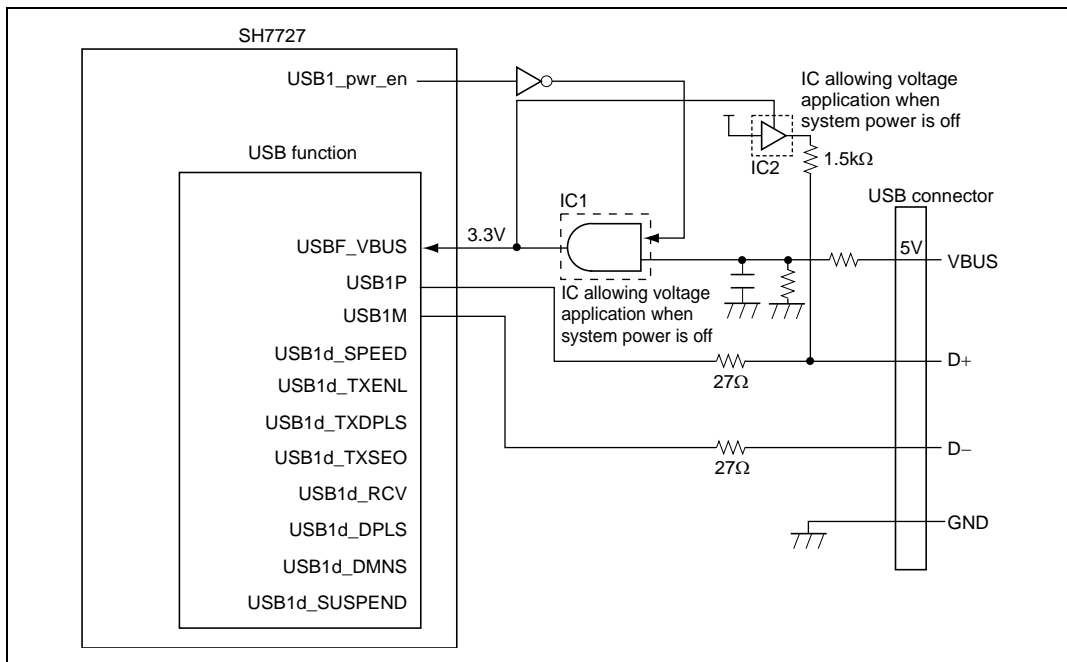 SH7727
USB1_pwr_en
IC allowing voltage
application when
system power is off
IC2
1.5kΩ
USB function
USB connector
IC1
3.3V
5V
USBF_VBUS
VBUS
USB1P
IC allowing voltage
application when
system power is off
USB1M
USB1d_SPEED
D+
27Ω
USB1d_TXENL
USB1d_TXDPLS
USB1d_TXSEO
D−
27Ω
USB1d_RCV
USB1d_DPLS
GND
USB1d_DMNS
USB1d_SUSPEND